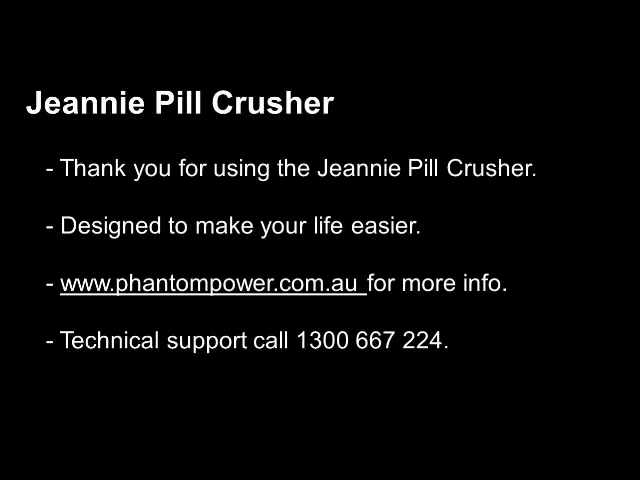 Jeannie Pill Crusher
- Thank you for using the Jeannie Pill Crusher.
- Designed to make your life easier.
- www.phantompower.com.au for more info.
- Technical support call 1300 667 224.